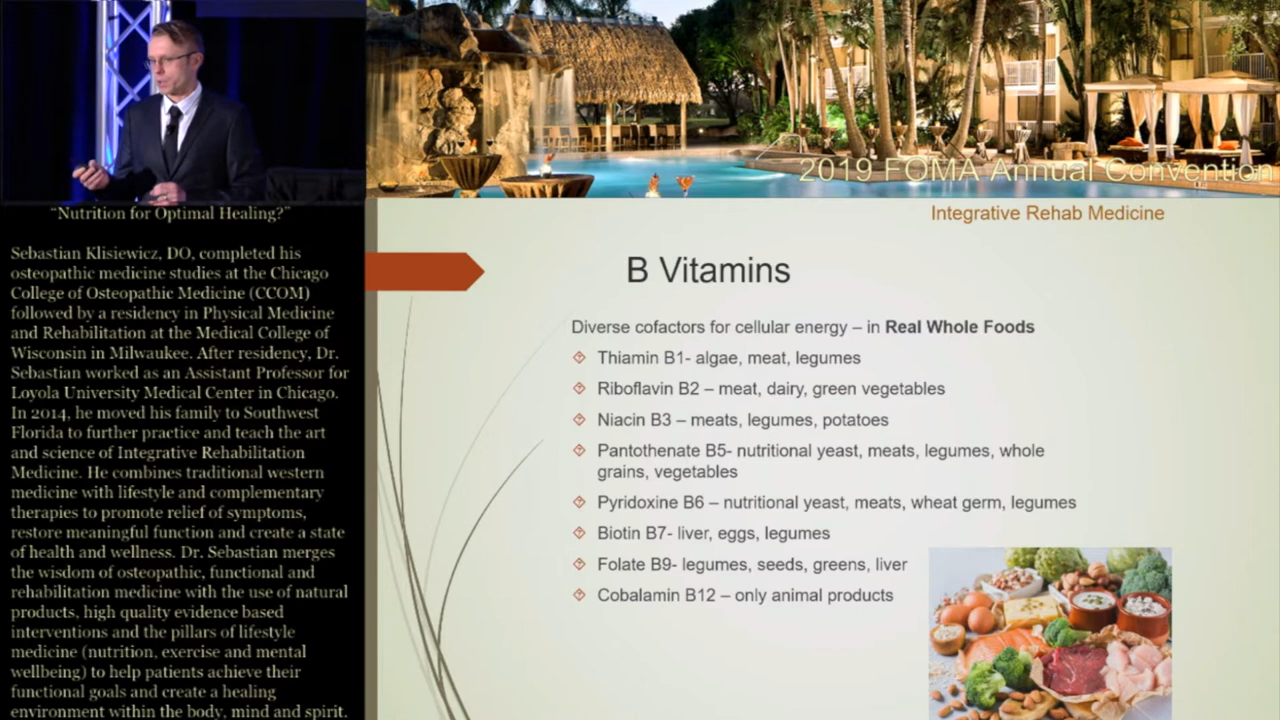 2019 FOMA Annual Convention
"Nutrition for Optimal Healing?"
Sebastian Klisiewicz, DO, completed his
osteopathic medicine studies at the Chicago
College of Osteopathic Medicine (CCOM)
followed by a residency in Physical Medicine
and Rehabilitation at the Medical College of
Wisconsin in Milwaukee. After residency, Dr.
Sebastian worked as an Assistant Professor for
Loyola University Medical Center in Chicago.
In 2014, he moved his family to Southwest
Florida to further practice and teach the art
and science of Integrative Rehabilitation
Medicine. He combines traditional western
medicine with lifestyle and complementary
therapies to promote relief of symptoms,
restore meaningful function and create a state
of health and wellness. Dr. Sebastian merges
the wisdom of osteopathic, functional and
rehabilitation medicine with the use of natural
products, high quality evidence based
interventions and the pillars of lifestyle
medicine (nutrition, exercise and mental
wellbeing) to help patients achieve their
functional goals and create a healing
environment within the body, mind and spirit.
Integrative Rehab Medicine
B Vitamins
Diverse cofactors for cellular energy – in Real Whole Foods
Thiamin B1- algae, meat, legumes
Riboflavin B2 – meat, dairy, green vegetables
Niacin B3 – meats, legumes, potatoes
Pantothenate B5- nutritional yeast, meats, legumes, whole
grains, vegetables
Pyridoxine B6 – nutritional yeast, meats, wheat germ, legumes
Biotin B7- liver, eggs, legumes
Folate B9- legumes, seeds, greens, liver
Cobalamin B12 – only animal products